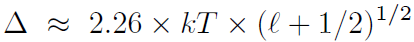 Δ ≈ 2.26 × kT × (ℓ + 1/2)^{1/2}